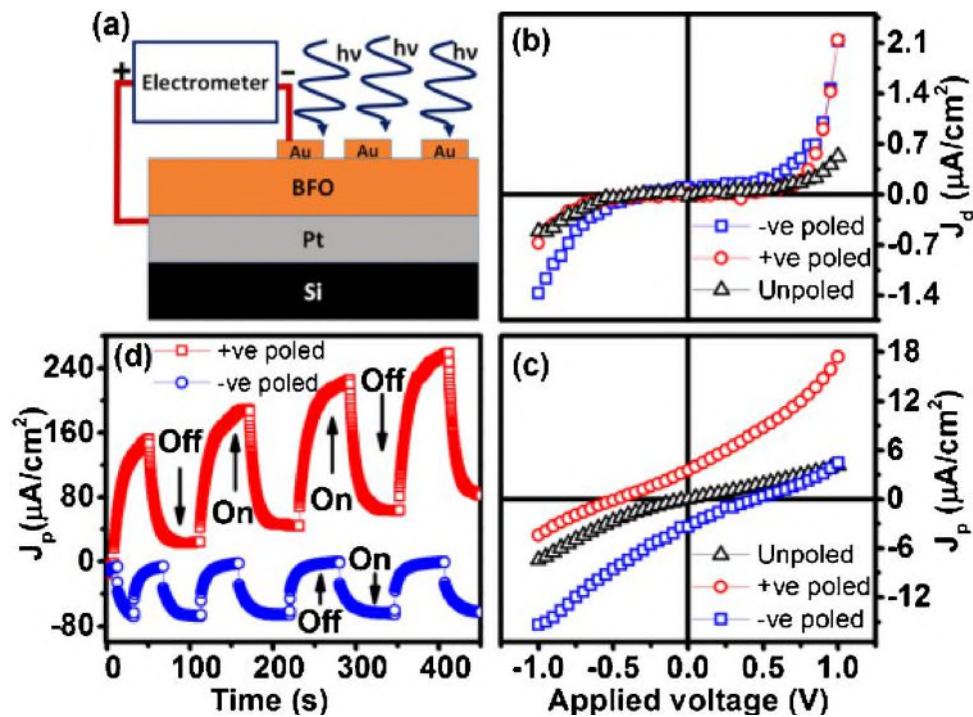 (a)
+
Electrometer
−
hν
hν
hν
Au
Au
Au
BFO
Pt
Si
(b)
2.1
1.4
0.7
0.0
-0.7
-1.4
J_d (μA/cm²)
-ve poled
+ve poled
Unpoled
(d)
+ve poled
-ve poled
240
160
80
0
-80
J_p(μA/cm²)
Off
Off
On
On
On
Off
0
100
200
300
400
Time (s)
(c)
18
12
6
0
-6
-12
J_p (μA/cm²)
Unpoled
+ve poled
-ve poled
-1.0
-0.5
0.0
0.5
1.0
Applied voltage (V)